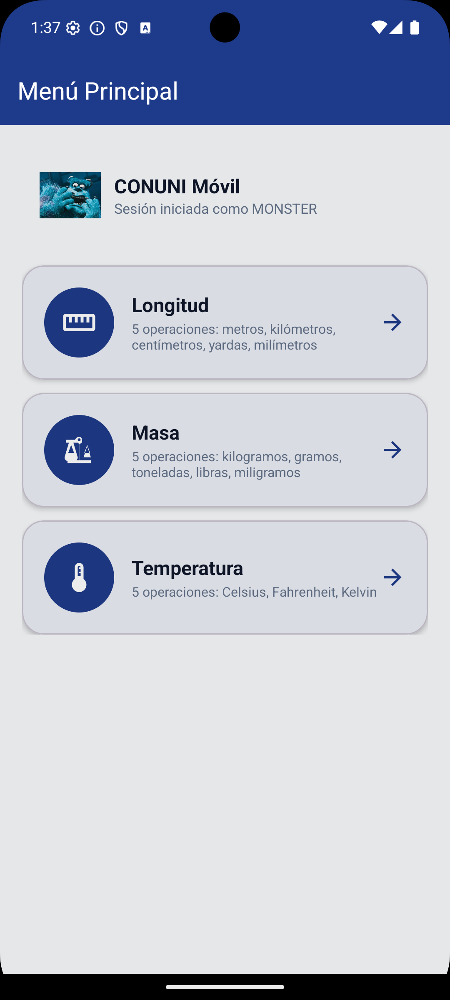 1:37
Menú Principal
CONUNI Móvil
Sesión iniciada como MONSTER
Longitud
5 operaciones: metros, kilómetros,
centímetros, yardas, milímetros
Masa
5 operaciones: kilogramos, gramos,
toneladas, libras, miligramos
Temperatura
5 operaciones: Celsius, Fahrenheit, Kelvin